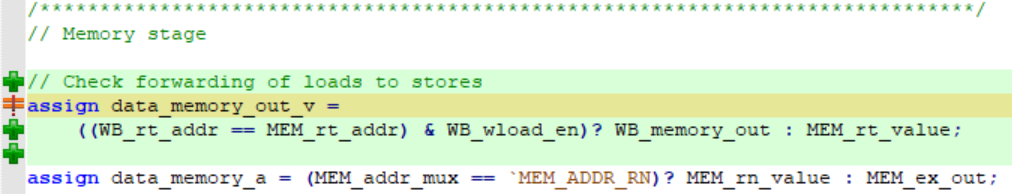 /******************************************************************************/
// Memory stage
// Check forwarding of loads to stores
assign data_memory_out_v =
((WB_rt_addr == MEM_rt_addr) & WB_wload_en)? WB_memory_out : MEM_rt_value;
assign data_memory_a = (MEM_addr_mux == `MEM_ADDR_RN)? MEM_rn_value : MEM_ex_out;